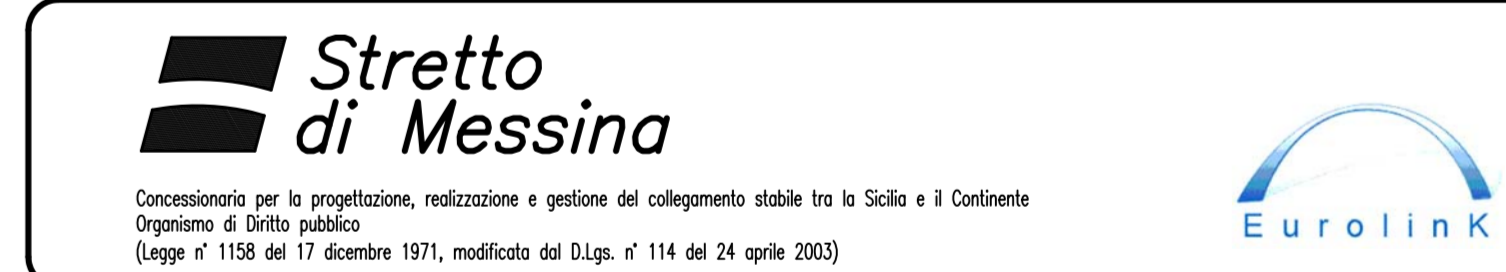 Stretto
di Messina
Concessionaria per la progettazione, realizzazione e gestione del collegamento stabile tra la Sicilia e il Continente
Organismo di Diritto pubblico
(Legge n° 1158 del 17 dicembre 1971, modificata dal D.Lgs. n° 114 del 24 aprile 2003)
EurolinK